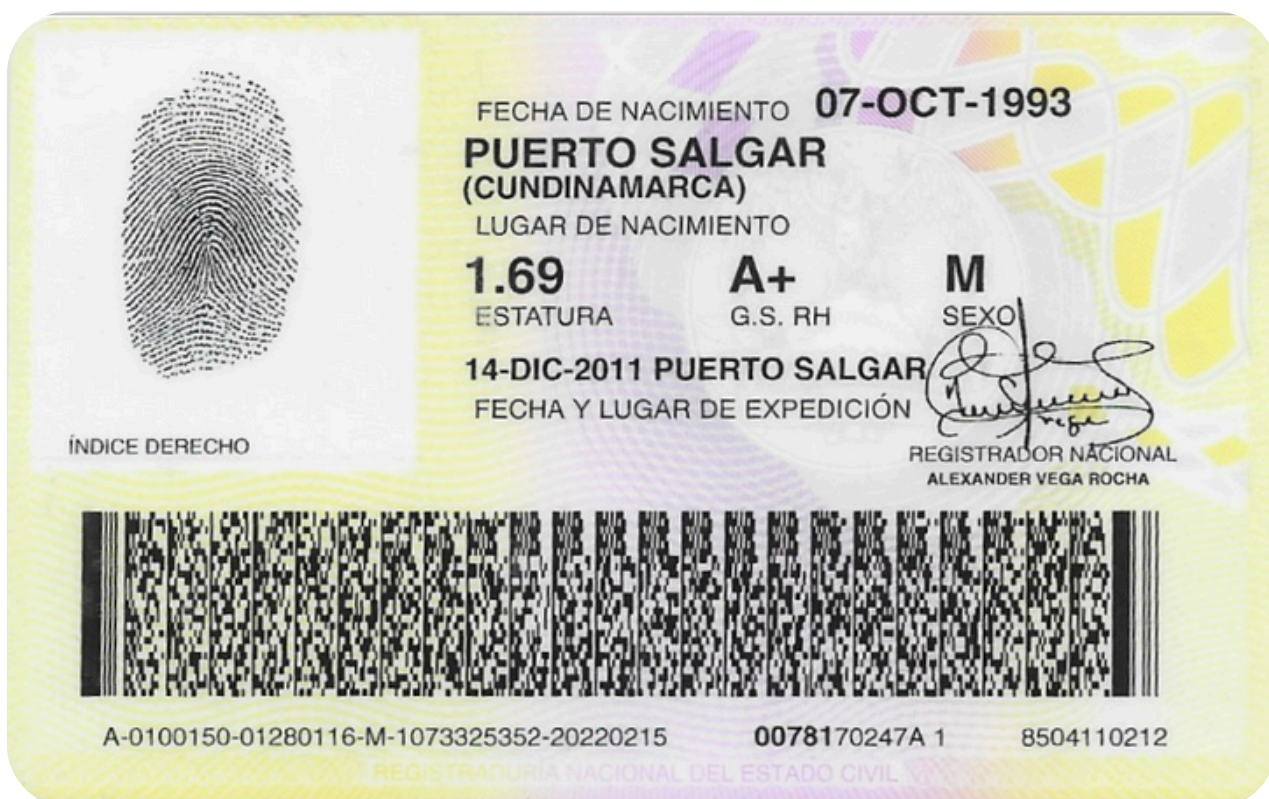 FECHA DE NACIMIENTO 07-OCT-1993
PUERTO SALGAR
(CUNDINAMARCA)
LUGAR DE NACIMIENTO
1.69 A+ M
ESTATURA G.S. RH SEXO
14-DIC-2011 PUERTO SALGAR
FECHA Y LUGAR DE EXPEDICIÓN
ÍNDICE DERECHO
REGISTRADOR NACIONAL
ALEXANDER VEGA ROCHA
A-0100150-01280116-M-1073325352-20220215 0078170247A 1 8504110212
REGISTRADURÍA NACIONAL DEL ESTADO CIVIL